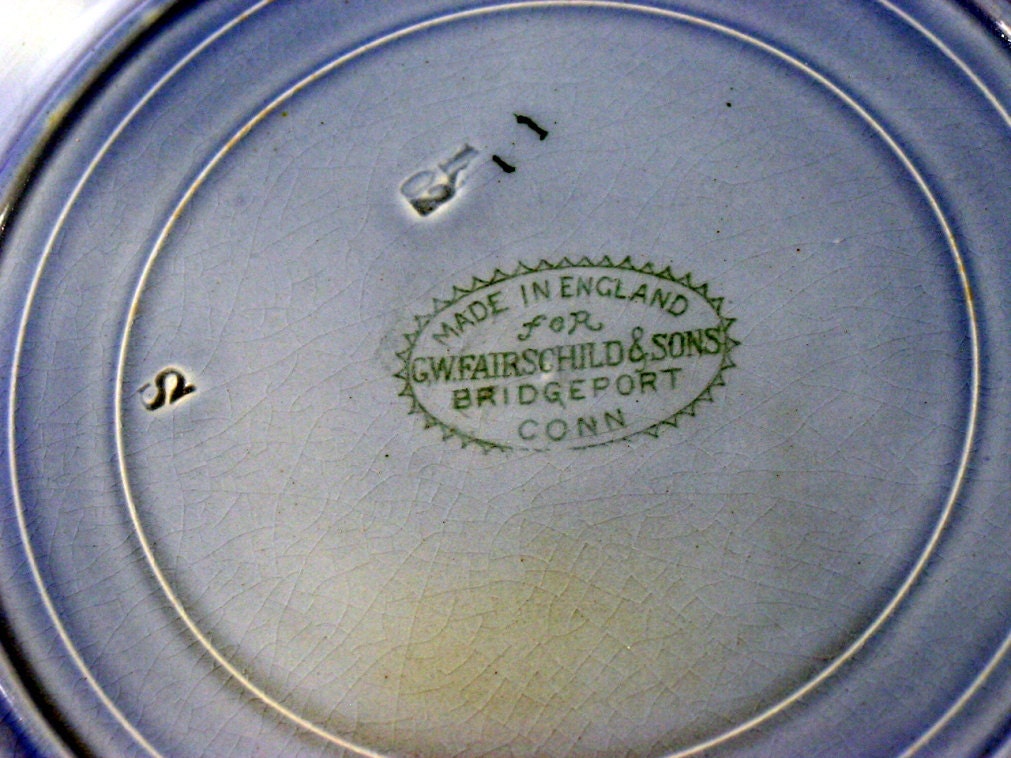 MADE IN ENGLAND
foR
G.W.FAIRSCHILD & SONS
BRIDGEPORT
CONN